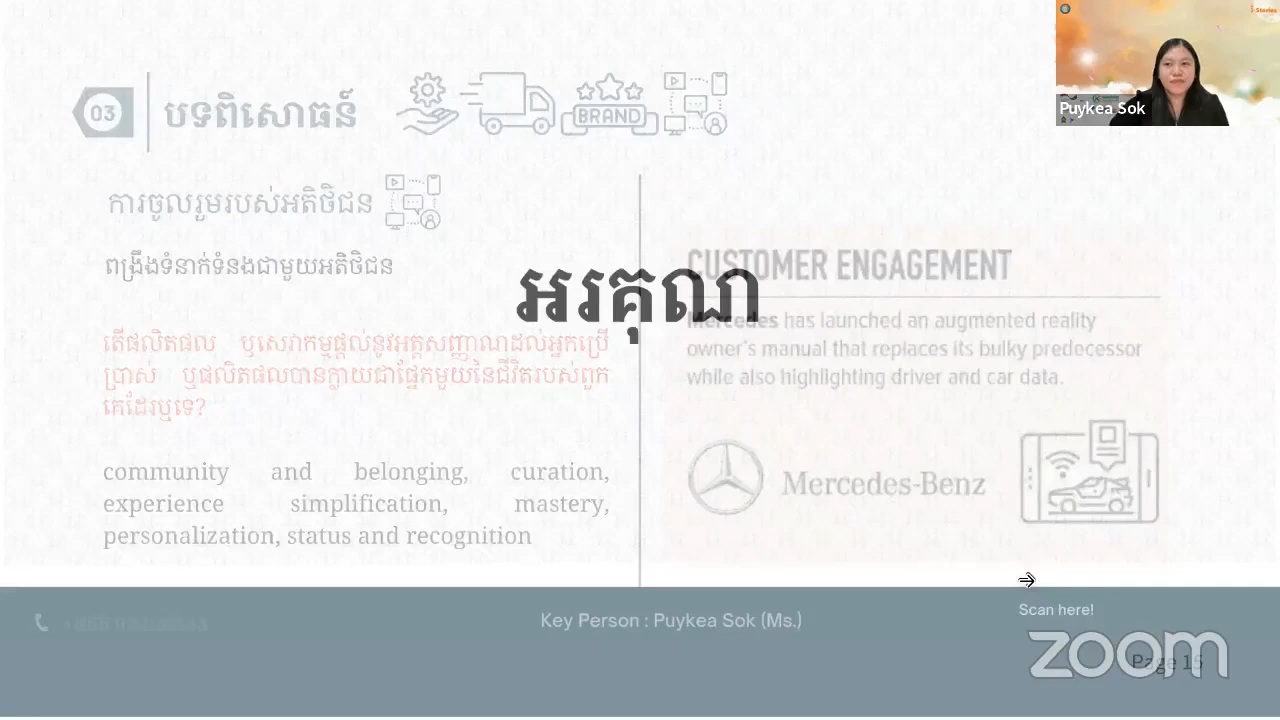 Stories
Puykea Sok
03
បទពិសោធន៍
BRAND
ការចូលរួមរបស់អតិថិជន
ពង្រឹងទំនាក់ទំនងជាមួយអតិថិជន
តើផលិតផល ឬសេវាកម្មផ្តល់នូវអត្តសញ្ញាណដល់អ្នកប្រើ
ប្រាស់ ឬផលិតផលបានក្លាយជាផ្នែកមួយនៃជីវិតរបស់ពួក
គេដែរឬទេ?
community and belonging, curation,
experience simplification, mastery,
personalization, status and recognition
អរគុណ
CUSTOMER ENGAGEMENT
Mercedes has launched an augmented reality
owner's manual that replaces its bulky predecessor
while also highlighting driver and car data.
Mercedes-Benz
Key Person : Puykea Sok (Ms.)
Scan here!
zoom
Page 15